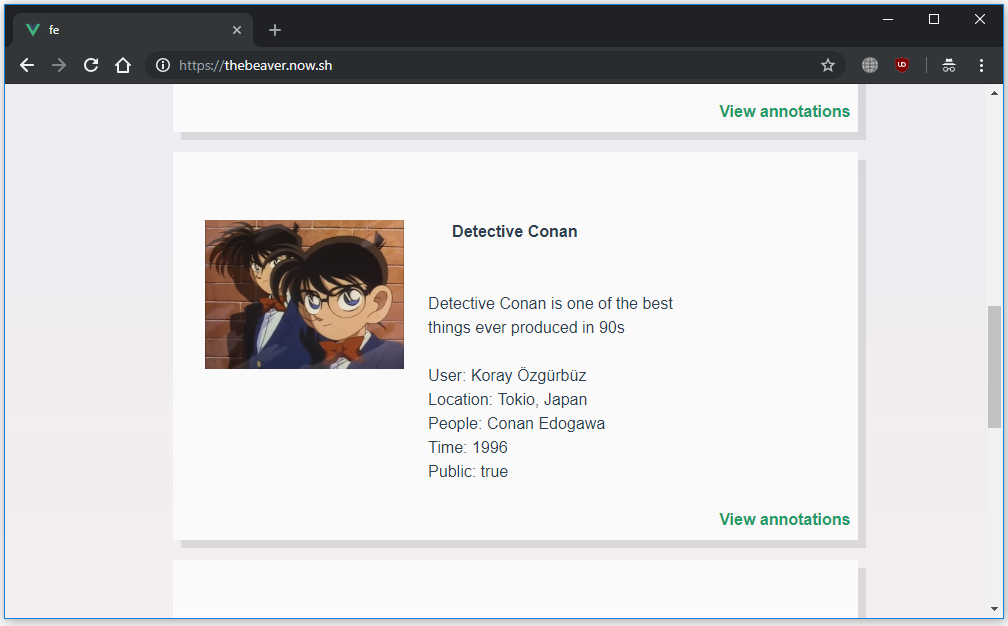 fe
https://thebeaver.now.sh
UD
View annotations
Detective Conan
Detective Conan is one of the best
things ever produced in 90s
User: Koray Özgürbüz
Location: Tokio, Japan
People: Conan Edogawa
Time: 1996
Public: true
View annotations